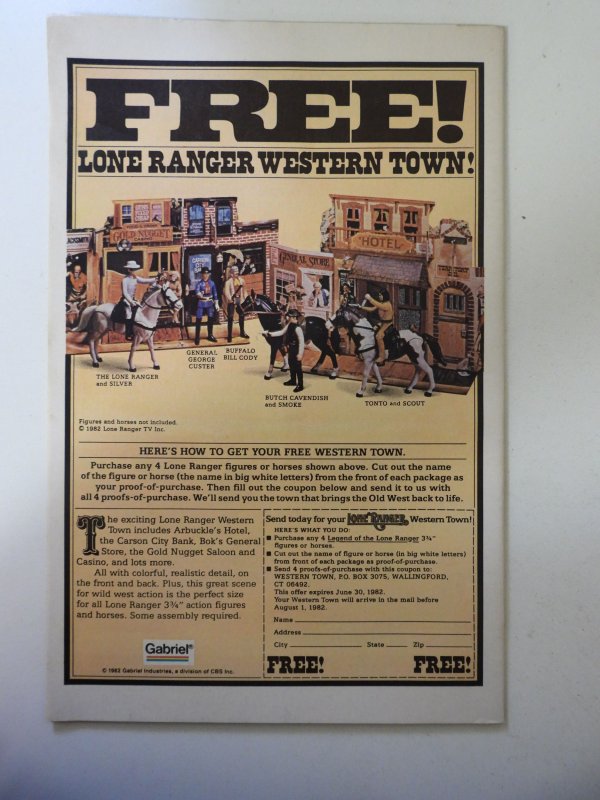 FREE!
LONE RANGER WESTERN TOWN!
GOLD NUGGET
CASINO
GENERAL STORE
HOTEL
THE LONE RANGER
and SILVER
GENERAL
GEORGE
CUSTER
BUFFALO
BILL CODY
BUTCH CAVENDISH
and SMOKE
TONTO and SCOUT
Figures and horses not included.
© 1982 Lone Ranger TV Inc.
HERE'S HOW TO GET YOUR FREE WESTERN TOWN.
Purchase any 4 Lone Ranger figures or horses shown above. Cut out the name
of the figure or horse (the name in big white letters) from the front of each package as
your proof-of-purchase. Then fill out the coupon below and send it to us with
all 4 proofs-of-purchase. We'll send you the town that brings the Old West back to life.
The exciting Lone Ranger Western
Town includes Arbuckle's Hotel,
the Carson City Bank, Bok's General
Store, the Gold Nugget Saloon and
Casino, and lots more.
All with colorful, realistic detail, on
the front and back. Plus, this great scene
for wild west action is the perfect size
for all Lone Ranger 3¾" action figures
and horses. Some assembly required.
Gabriel®
© 1982 Gabriel Industries, a division of CBS Inc.
Send today for your LONE RANGER Western Town!
HERE'S WHAT YOU DO:
■ Purchase any 4 Legend of the Lone Ranger 3¾"
figures or horses.
■ Cut out name of figure or horse (in big white letters)
from front of each package as proof-of-purchase.
■ Send 4 proofs-of-purchase with this coupon to:
WESTERN TOWN, P.O. BOX 3075, WALLINGFORD,
CT 06492.
This offer expires June 30, 1982.
Your Western Town will arrive in the mail before
August 1, 1982.
Name
Address
City State Zip
FREE! FREE!